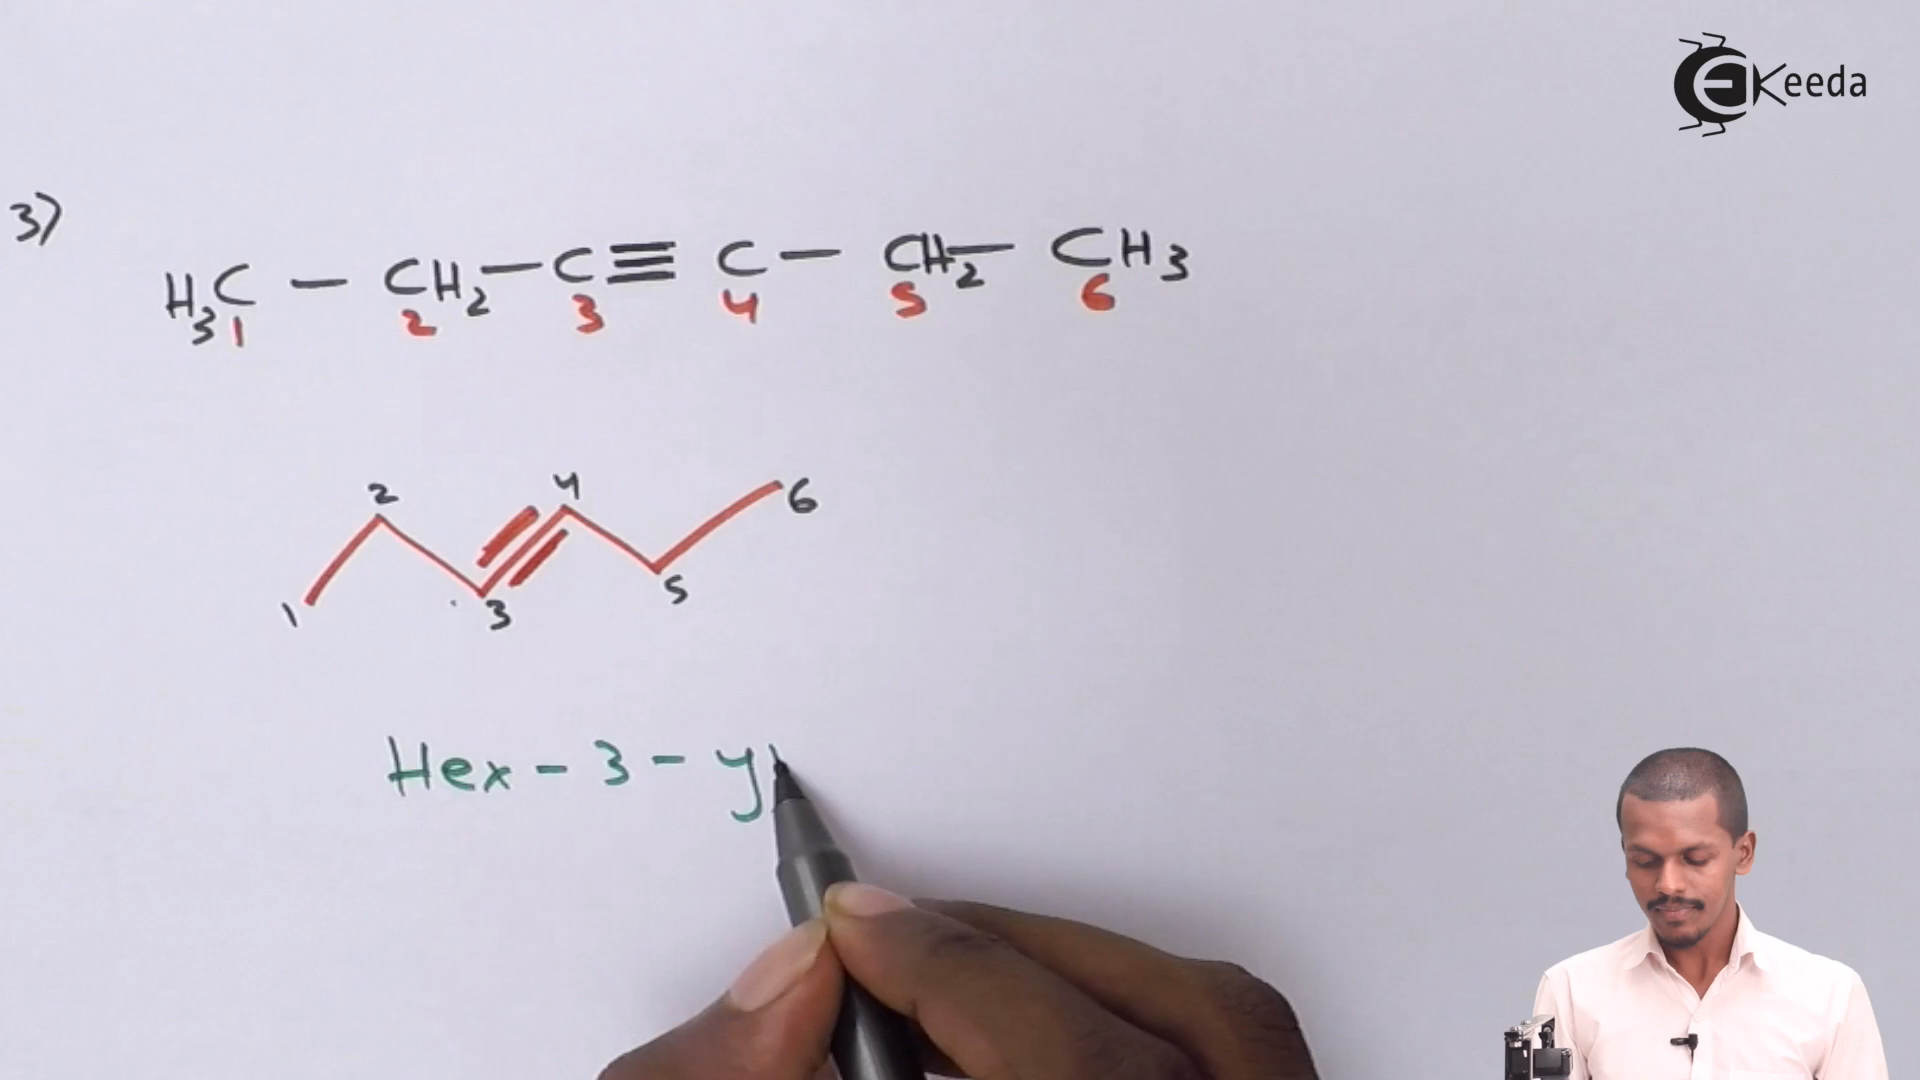 EKeeda
3)
H3C - CH2 - C ≡ C - CH2 - CH3
1 2 3 4 5 6
2 4 6
1 3 5
Hex - 3 - y